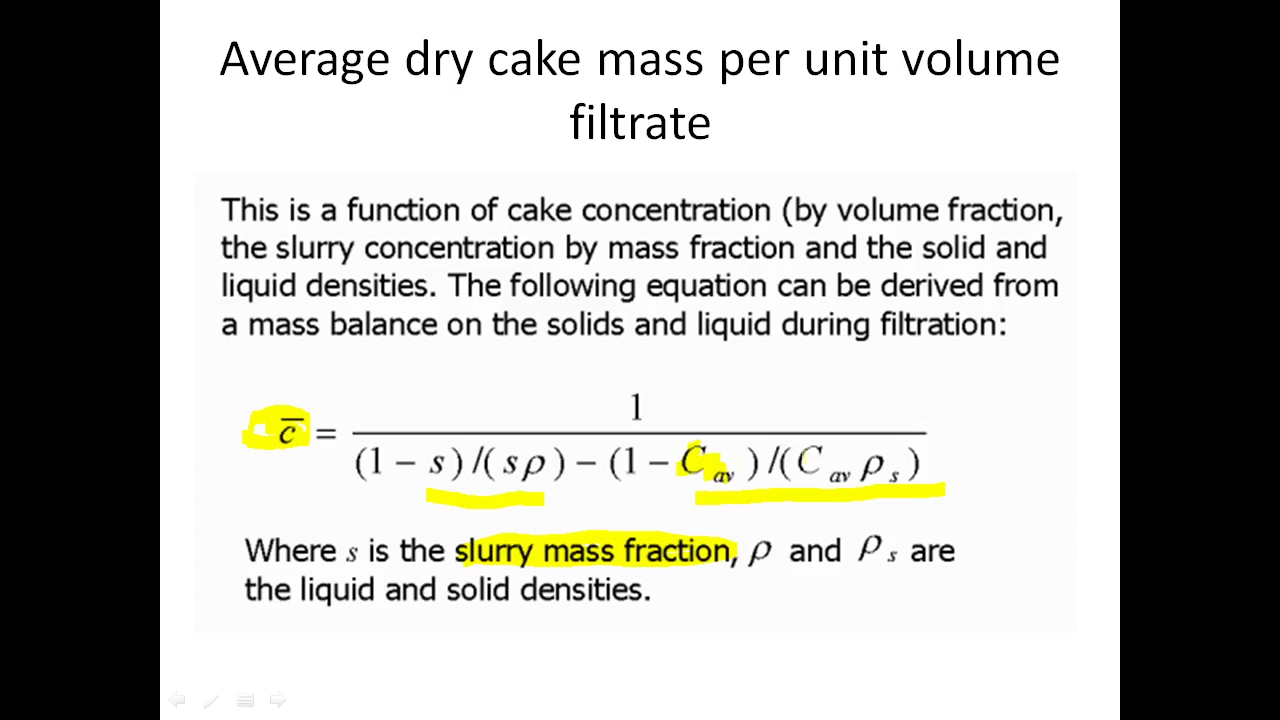 Average dry cake mass per unit volume
filtrate
This is a function of cake concentration (by volume fraction,
the slurry concentration by mass fraction and the solid and
liquid densities. The following equation can be derived from
a mass balance on the solids and liquid during filtration:
c̅ = 1 / (1 − s)/(sρ) − (1 − C_av)/(C_av ρ_s)
Where s is the slurry mass fraction, ρ and ρ_s are
the liquid and solid densities.